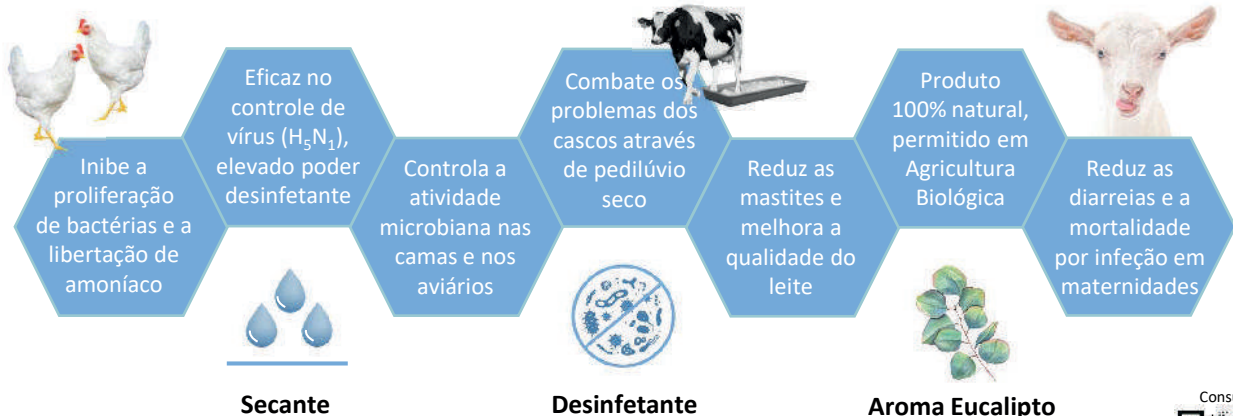 Inibe a
proliferação
de bactérias e a
libertação de
amoníaco
Eficaz no
controle de
vírus (H₅N₁),
elevado poder
desinfetante
Controla a
atividade
microbiana nas
camas e nos
aviários
Combate os
problemas dos
cascos através
de pedilúvio
seco
Reduz as
mastites e
melhora a
qualidade do
leite
Produto
100% natural,
permitido em
Agricultura
Biológica
Reduz as
diarreias e a
mortalidade
por infeção em
maternidades
Secante
Desinfetante
Aroma Eucalipto